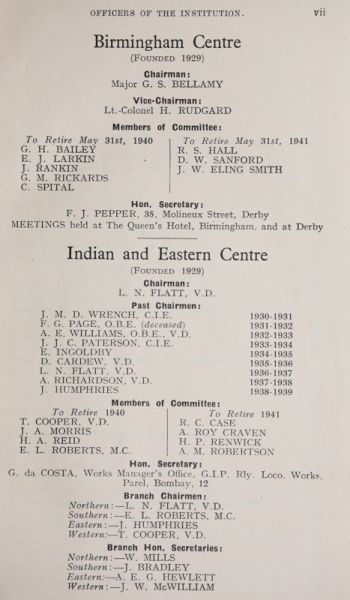 OFFICERS OF THE INSTITUTION. vii
Birmingham Centre
(FOUNDED 1929)
Chairman:
Major G. S. BELLAMY
Vice-Chairman:
Lt.-Colonel H. RUDGARD
Members of Committee:
To Retire May 31st, 1940
G. H. BAILEY
E. J. LARKIN
J. RANKIN
G. M. RICKARDS
C. SPITAL
To Retire May 31st, 1941
R. S. HALL
D. W. SANFORD
J. W. ELING SMITH
Hon. Secretary:
F. J. PEPPER, 35, Molineux Street, Derby
MEETINGS held at The Queen's Hotel, Birmingham, and at Derby
Indian and Eastern Centre
(FOUNDED 1929)
Chairman:
L. N. FLATT, V.D.
Past Chairmen:
J. M. D. WRENCH, C.I.E. 1930-1931
F. G. PAGE, O.B.E. (deceased) 1931-1932
A. E. WILLIAMS, O.B.E., V.D. 1932-1933
J. J. C. PATERSON, C.I.E. 1933-1934
E. INGOLDBY 1934-1935
D. CARDEW, V.D. 1935-1936
L. N. FLATT, V.D. 1936-1937
A. RICHARDSON, V.D. 1937-1938
J. HUMPHRIES 1938-1939
Members of Committee:
To Retire 1940
T. COOPER, V.D.
J. A. MORRIS
H. A. REID
E. L. ROBERTS, M.C.
To Retire 1941
R. C. CASE
A. ROY CRAVEN
H. P. RENWICK
A. M. ROBERTSON
Hon. Secretary:
G. da COSTA, Works Manager's Office, G.I.P. Rly. Loco. Works,
Parel, Bombay, 12
Branch Chairmen:
Northern:—L. N. FLATT, V.D.
Southern:—E. L. ROBERTS, M.C.
Eastern:—J. HUMPHRIES
Western:—T. COOPER, V.D.
Branch Hon. Secretaries:
Northern:—W. MILLS
Southern:—J. BRADLEY
Eastern:—A. E. G. HEWLETT
Western:—J. W. McWILLIAM